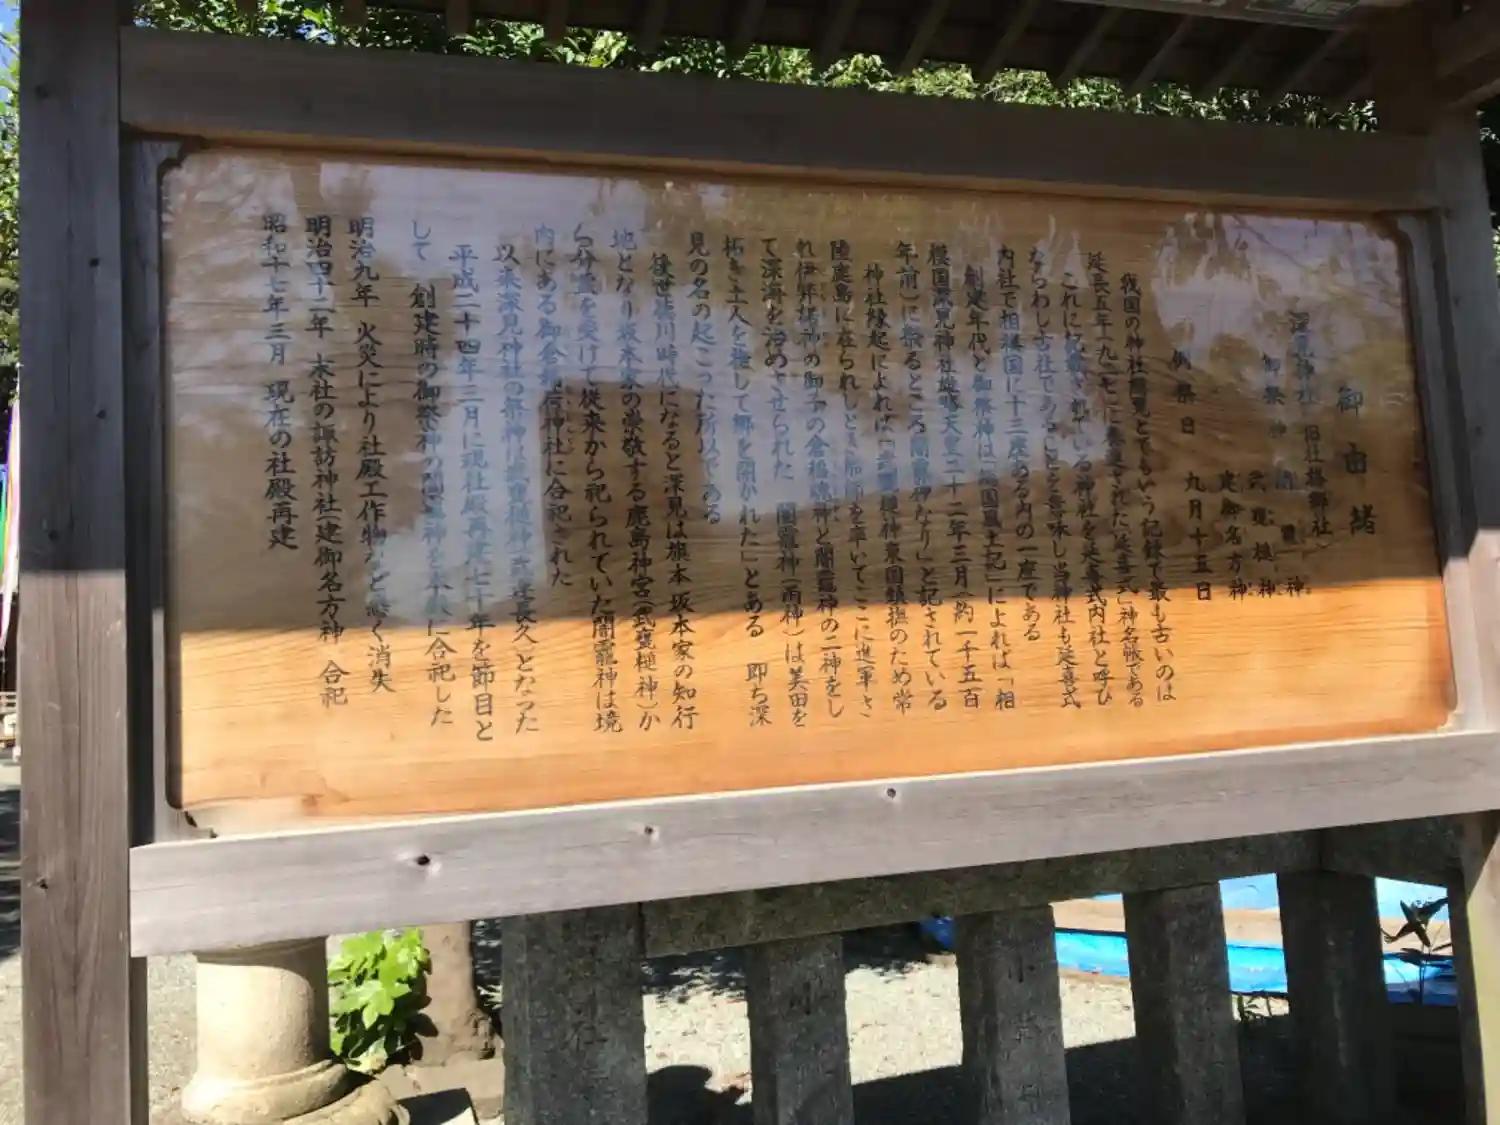 御由緒
深見神社(旧社格郷社)
御祭神 闇龗神
武甕槌神
建御名方神
例祭日 九月十五日
我国の神社関覧とでもいう記録で最も古いのは
延長五年(九二七)に奏進された「延喜式」神名帳である
これに記載されている神社を延喜式内社と呼び
ならわし古社であることを意味し当神社も延喜式
内社で相模国に十三座ある内の一座である
創建年代と御祭神は「相模国風土記」によれば「相
模国深見神社雄略天皇二十二年三月(約一千五百
年前)に祭るところ闇龗神なり」と記されている
神社縁起によれば「武甕槌神東国鎮撫のため常
陸鹿島に在られしとき船師を率いてここに進軍さ
れ伊弉諾神の御子の倉稲魂神と闇龗神の二神をし
て深海を治めさせられた 闇龗神(雨神)は美田を
拓き土人を撫して郷を開かれた」とある 即ち深
見の名の起こった所以である
後世徳川時代になると深見は旗本坂本家の知行
地となり坂本家の崇敬する鹿島神宮(武甕槌神)か
ら分霊を受けて従来から祀られていた闇龗神は境
内にある御倉稲荷神社に合祀された
以来深見神社の祭神は武甕槌神(武運長久)となった
平成二十四年三月に現社殿再建七十年を節目と
して 創建時の御祭神の闇龗神を本殿に合祀した
明治九年 火災により社殿工作物など悉く消失
明治四十二年 末社の諏訪神社(建御名方神)合祀
昭和十七年三月 現在の社殿再建